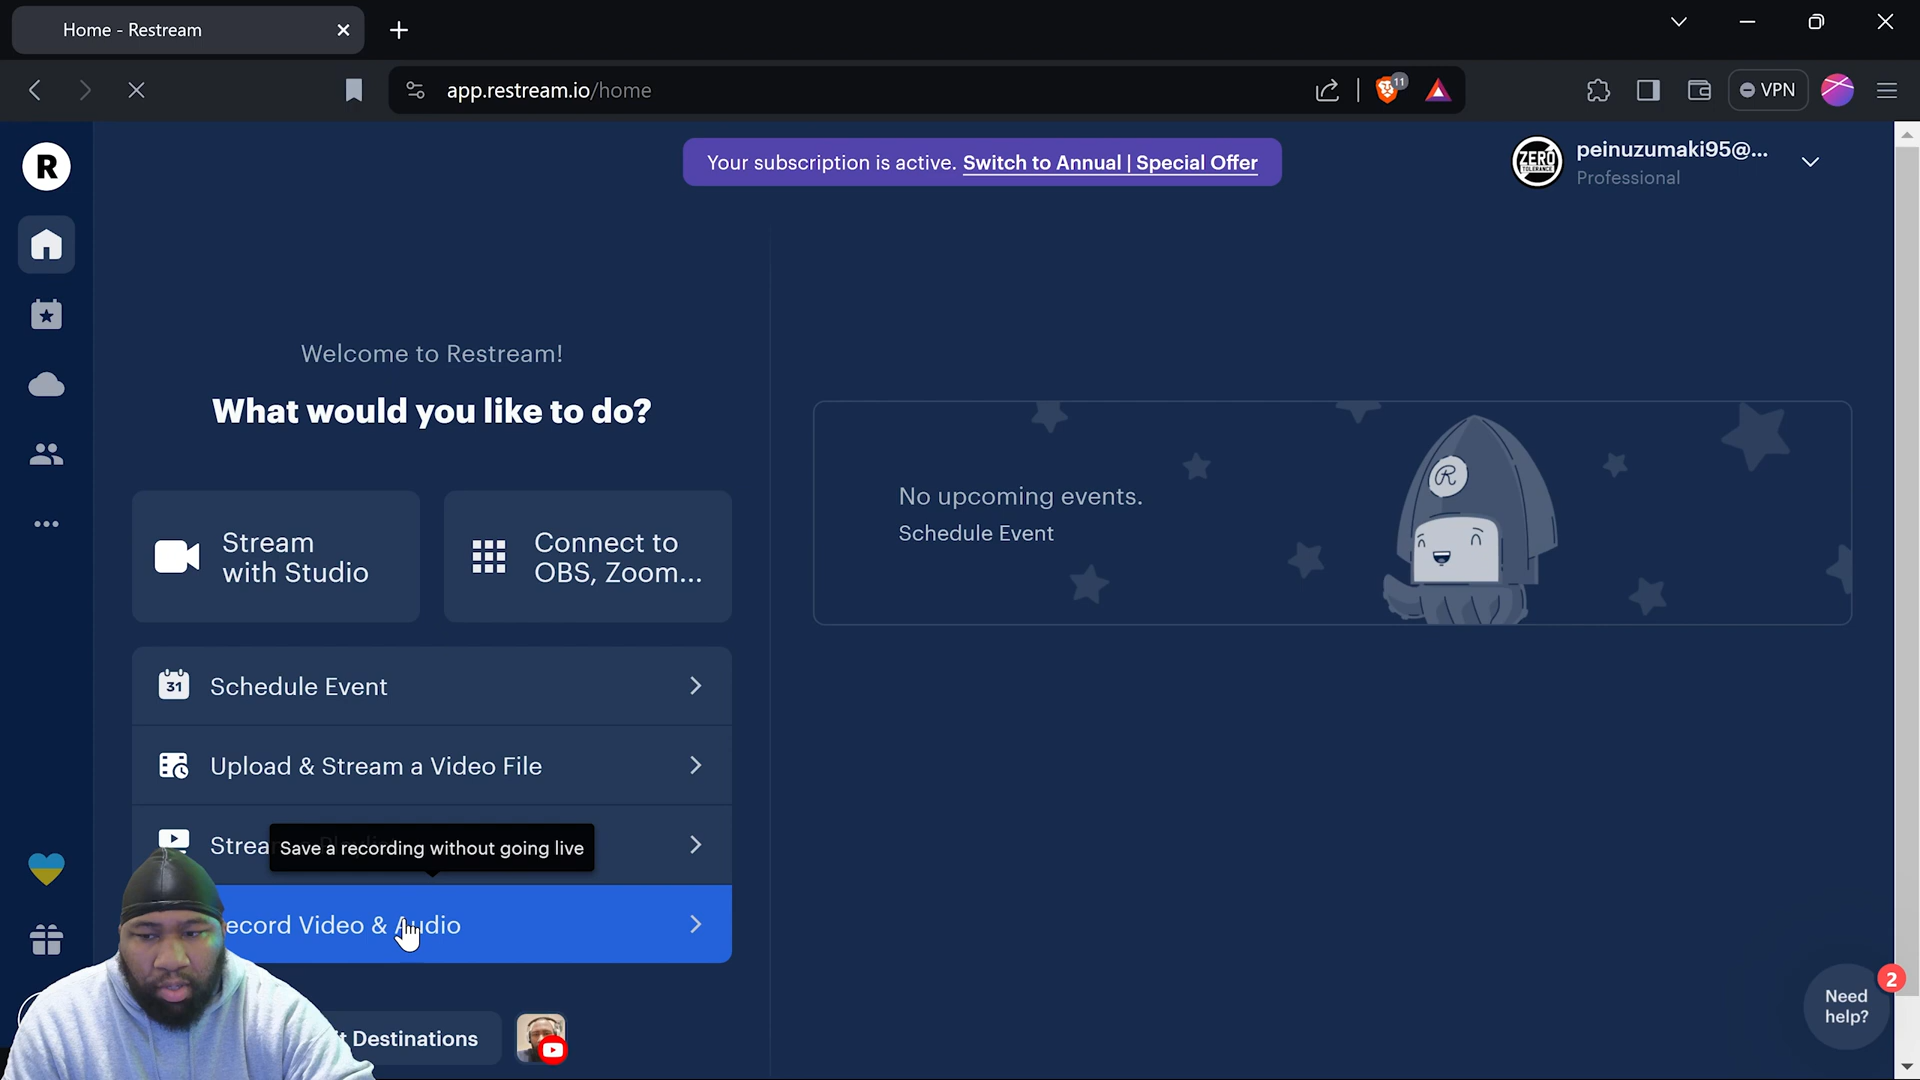 Home - Restream
app.restream.io/home
11
VPN
R
Your subscription is active. Switch to Annual | Special Offer
ZERO
TOLERANCE
peinuzumaki95@...
Professional
Welcome to Restream!
What would you like to do?
Stream
with Studio
Connect to
OBS, Zoom...
R
No upcoming events.
Schedule Event
31
Schedule Event
Upload & Stream a Video File
Strea
Save a recording without going live
ecord Video & Audio
2
Need
help?
t Destinations